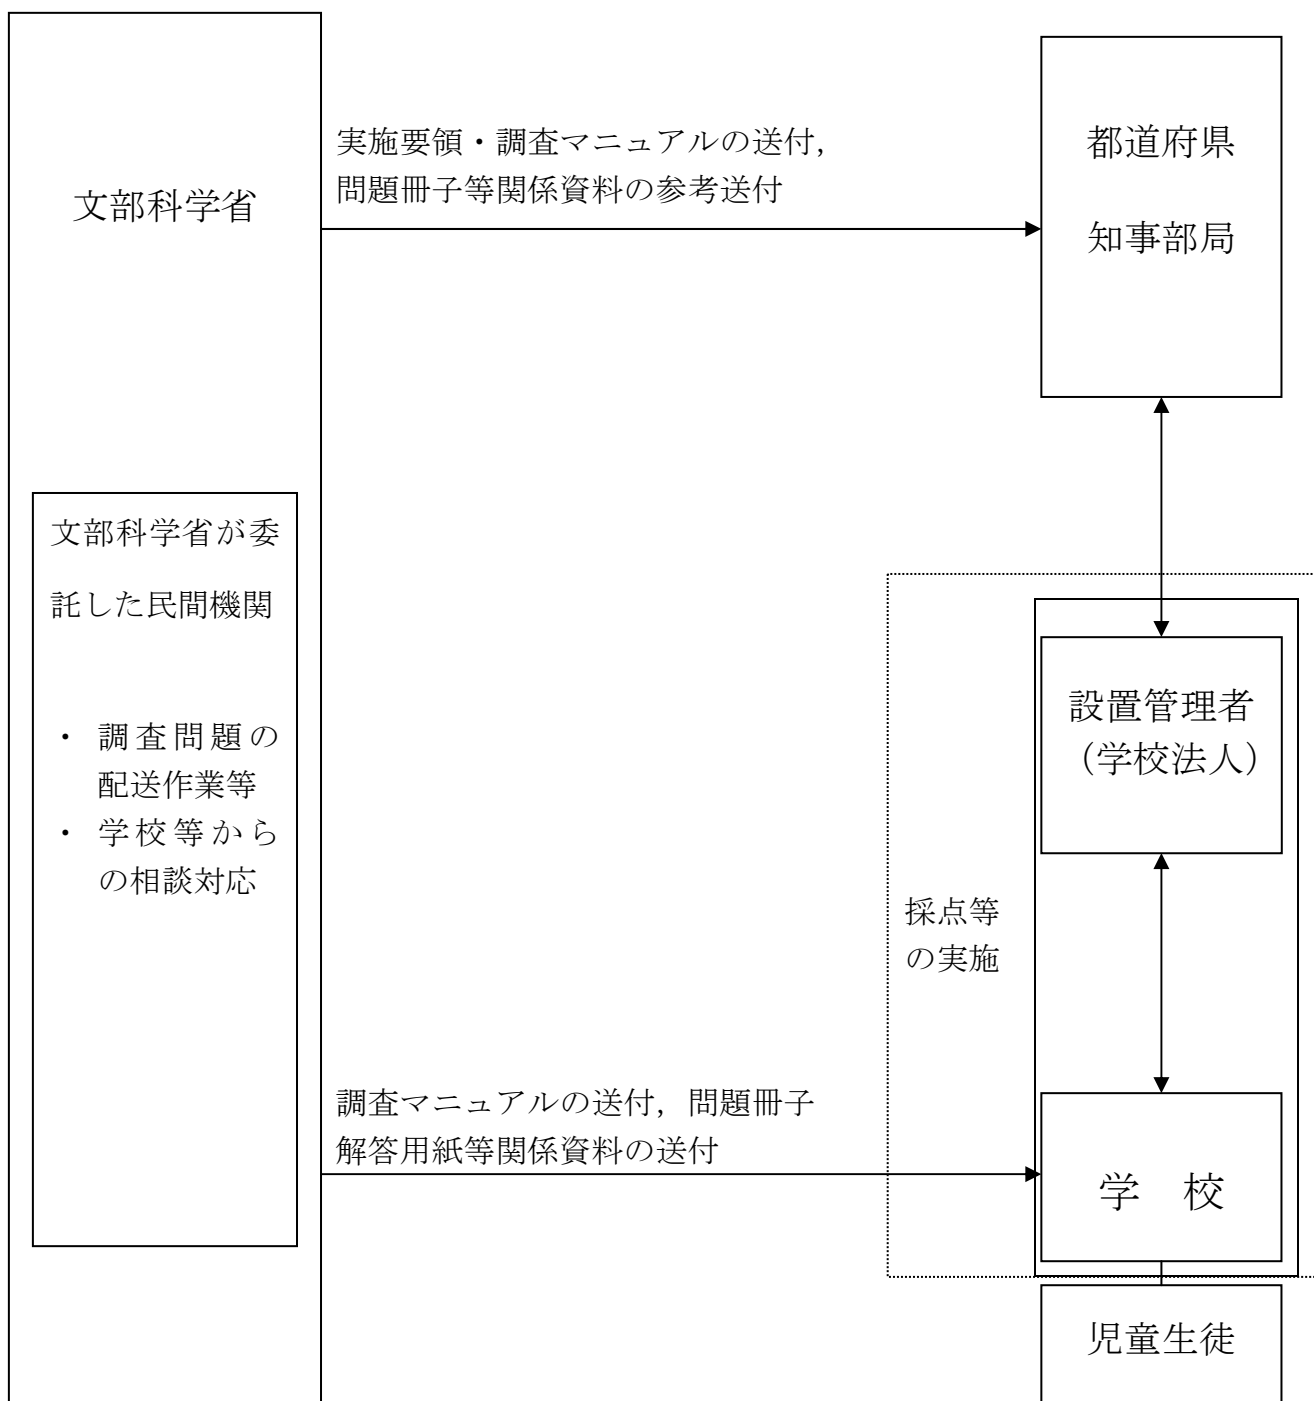 文部科学省
実施要領・調査マニュアルの送付，
問題冊子等関係資料の参考送付
都道府県
知事部局
文部科学省が委
託した民間機関
・ 調査問題の
配送作業等
・ 学校等から
の相談対応
設置管理者
（学校法人）
採点等
の実施
調査マニュアルの送付，問題冊子
解答用紙等関係資料の送付
学　校
児童生徒